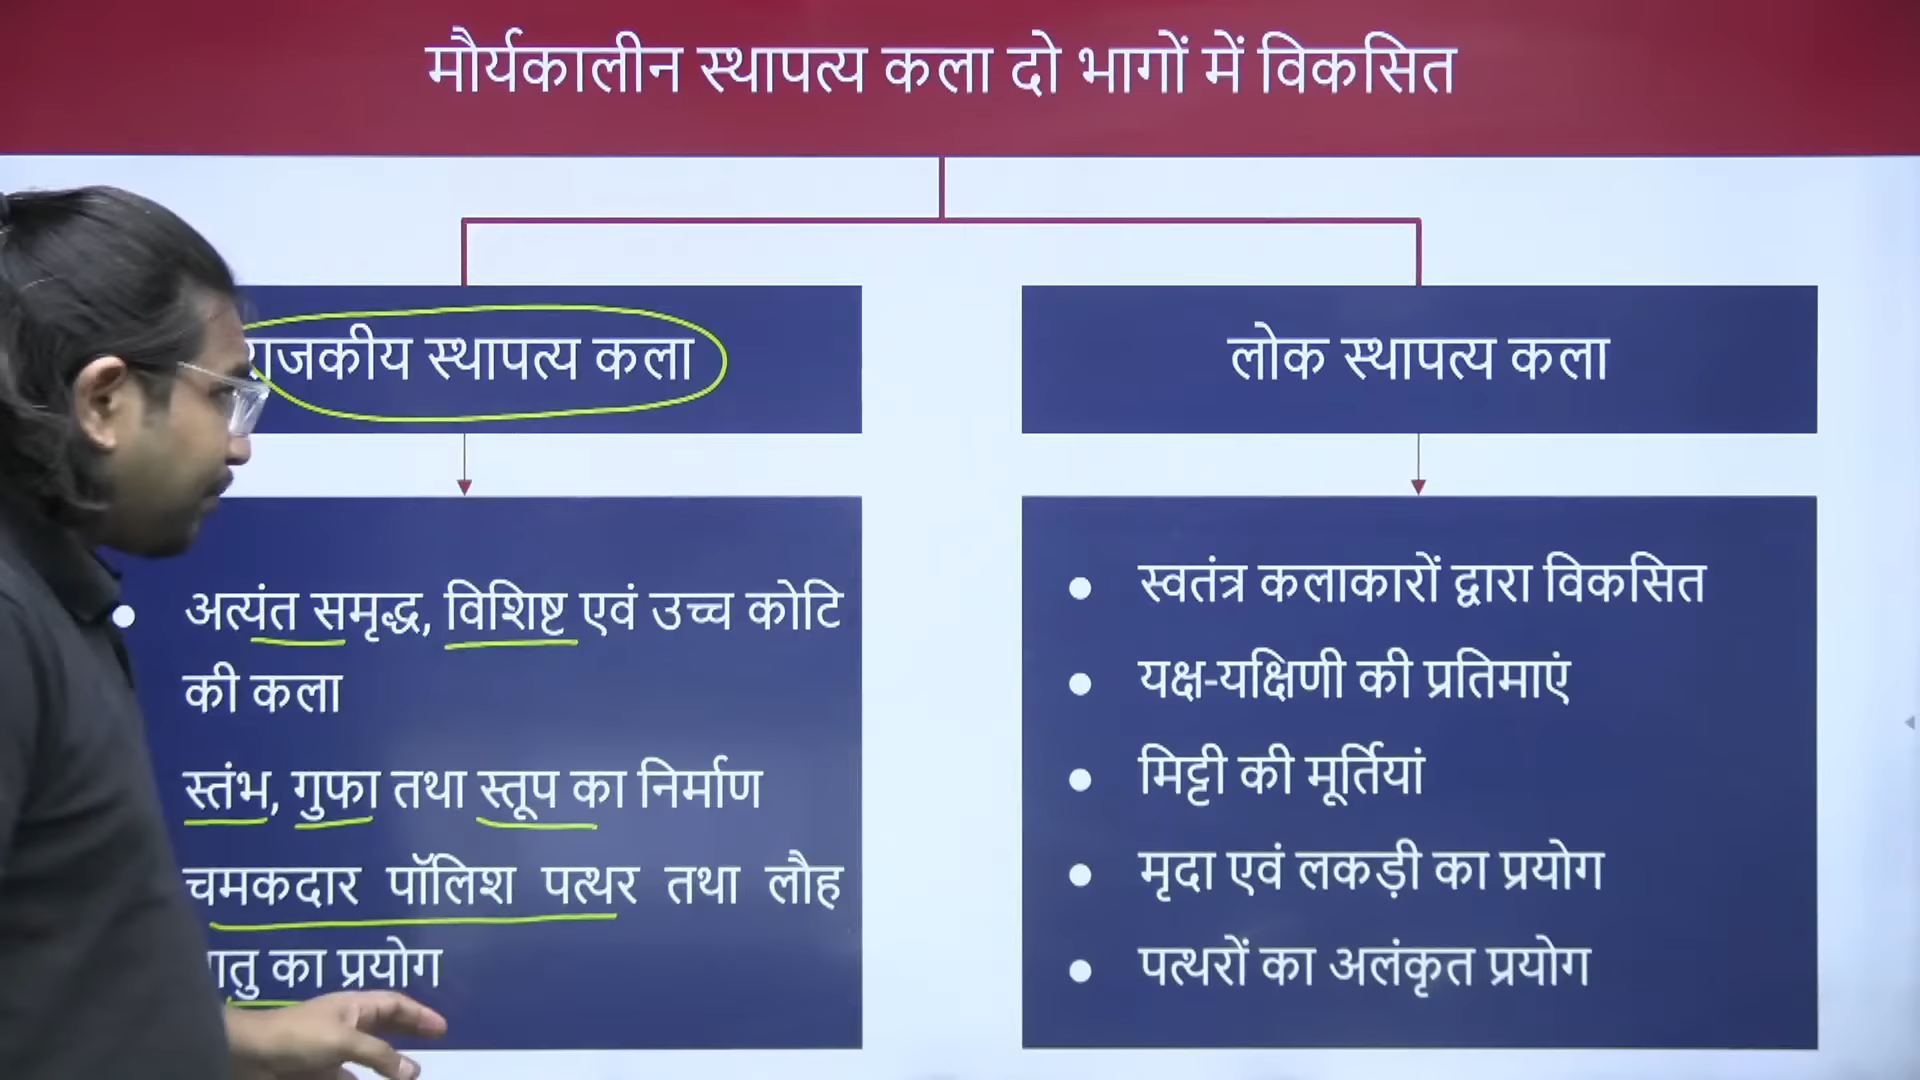 मौर्यकालीन स्थापत्य कला दो भागों में विकसित
राजकीय स्थापत्य कला
अत्यंत समृद्ध, विशिष्ट एवं उच्च कोटि
की कला
स्तंभ, गुफा तथा स्तूप का निर्माण
चमकदार पॉलिश पत्थर तथा लौह
का प्रयोग
लोक स्थापत्य कला
स्वतंत्र कलाकारों द्वारा विकसित
यक्ष-यक्षिणी की प्रतिमाएं
मिट्टी की मूर्तियां
मृदा एवं लकड़ी का प्रयोग
पत्थरों का अलंकृत प्रयोग